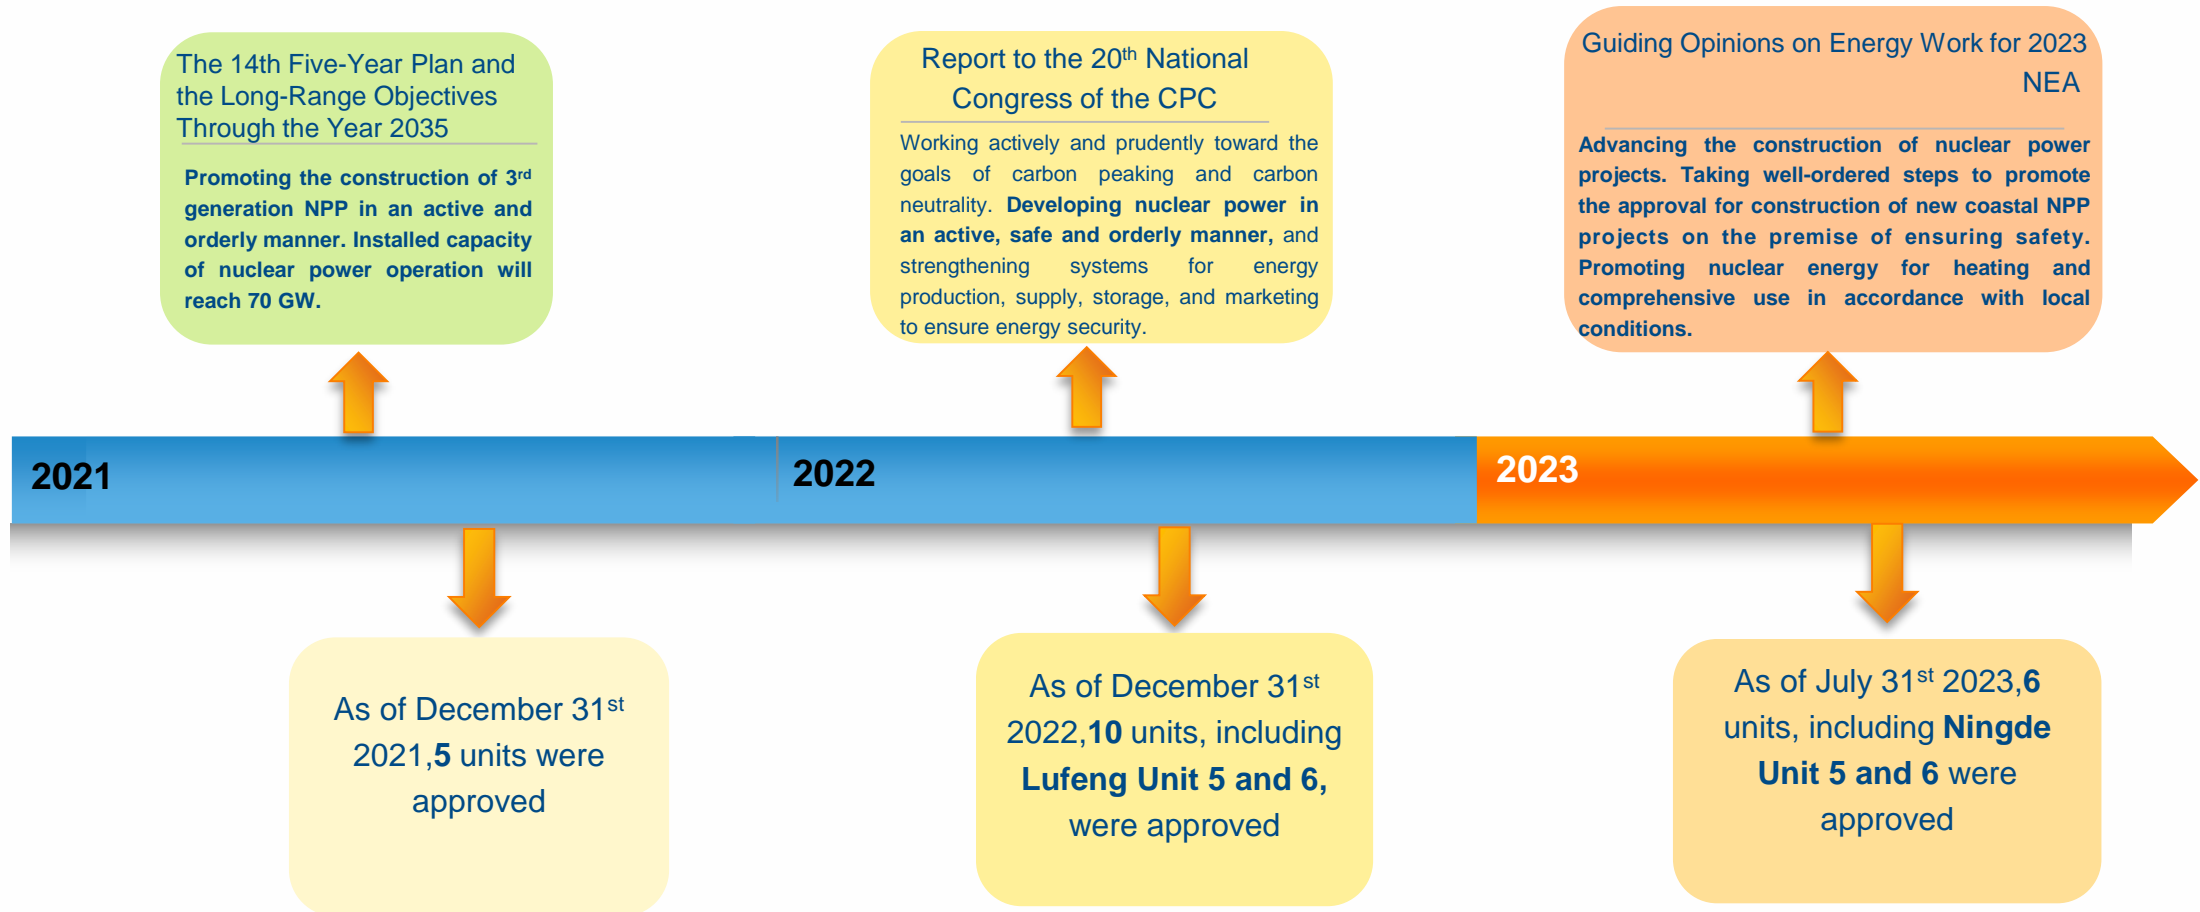 The 14th Five-Year Plan and
the Long-Range Objectives
Through the Year 2035
Promoting the construction of 3rd
generation NPP in an active and
orderly manner. Installed capacity
of nuclear power operation will
reach 70 GW.
Report to the 20th National
Congress of the CPC
Working actively and prudently toward the
goals of carbon peaking and carbon
neutrality. Developing nuclear power in
an active, safe and orderly manner, and
strengthening systems for energy
production, supply, storage, and marketing
to ensure energy security.
Guiding Opinions on Energy Work for 2023
NEA
Advancing the construction of nuclear power
projects. Taking well-ordered steps to promote
the approval for construction of new coastal NPP
projects on the premise of ensuring safety.
Promoting nuclear energy for heating and
comprehensive use in accordance with local
conditions.
2021
2022
2023
As of December 31st
2021,5 units were
approved
As of December 31st
2022,10 units, including
Lufeng Unit 5 and 6,
were approved
As of July 31st 2023,6
units, including Ningde
Unit 5 and 6 were
approved